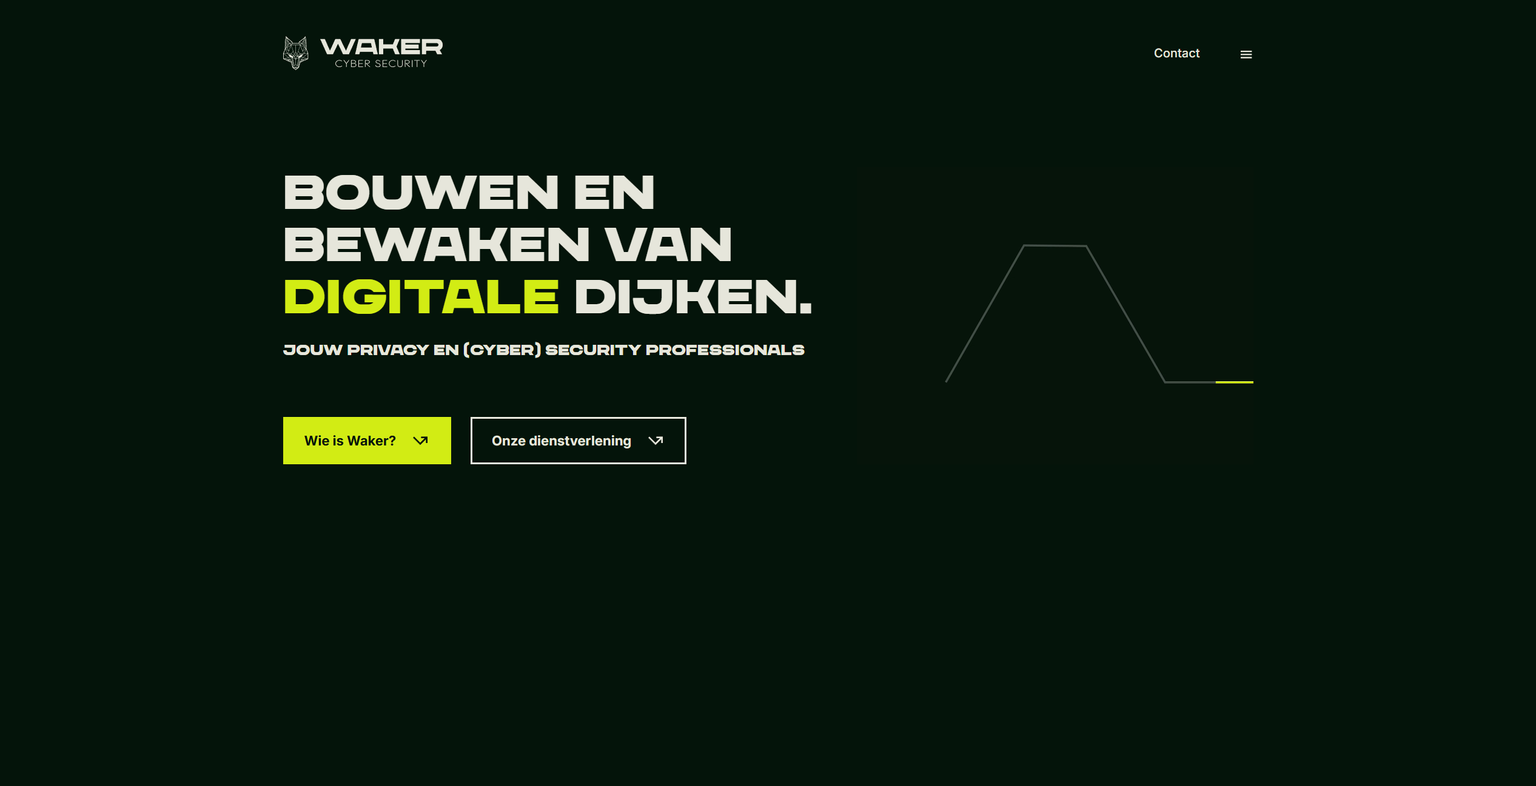 WAKER
CYBER SECURITY
Contact
BOUWEN EN
BEWAKEN VAN
DIGITALE DIJKEN.
JOUW PRIVACY EN (CYBER) SECURITY PROFESSIONALS
Wie is Waker?
Onze dienstverlening